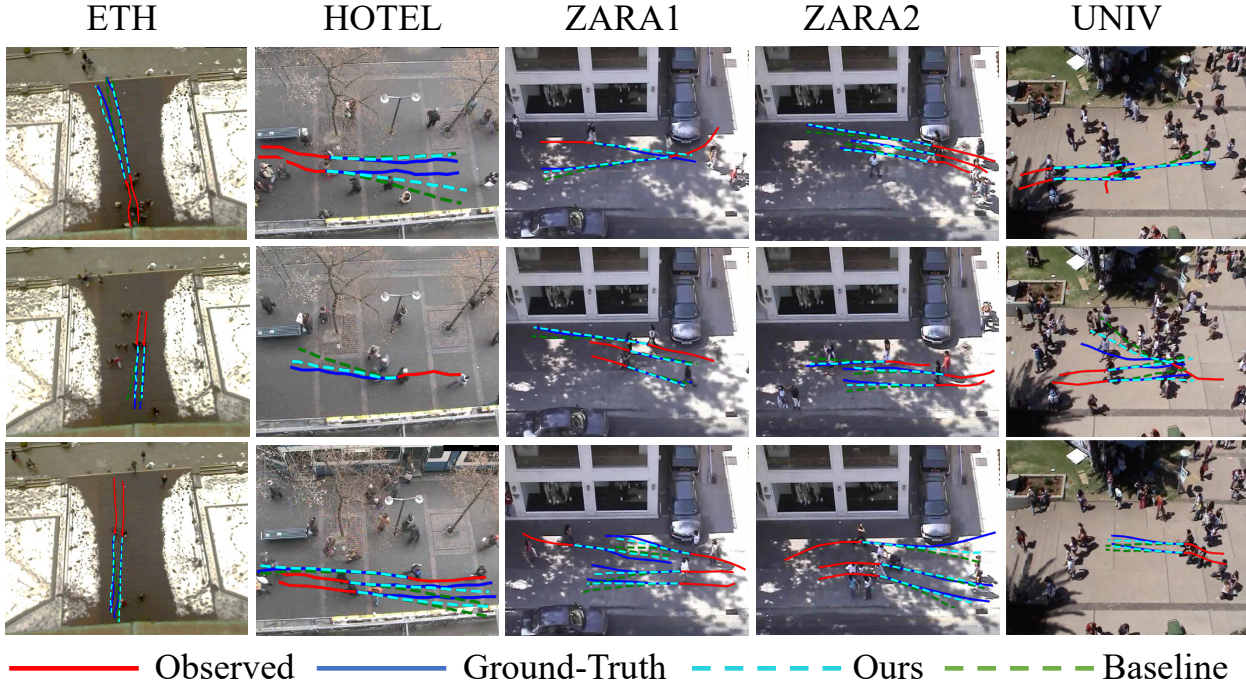 ETH HOTEL ZARA1 ZARA2 UNIV
Observed Ground-Truth Ours Baseline